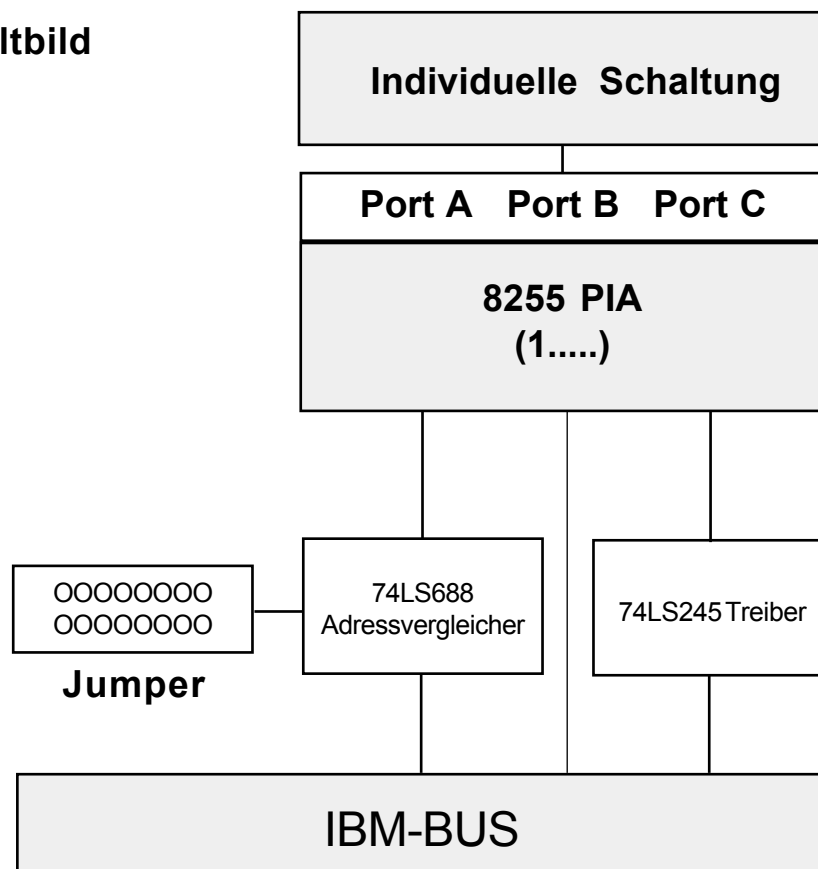 ltbild
Individuelle Schaltung
Port A Port B Port C
8255 PIA
(1.....)
OOOOOOOO
OOOOOOOO
Jumper
74LS688
Adressvergleicher
74LS245 Treiber
IBM-BUS